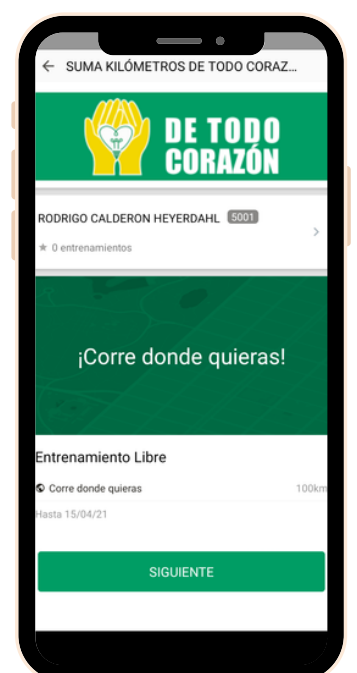 SUMA KILÓMETROS DE TODO CORAZ...
DE TODO
CORAZÓN
RODRIGO CALDERON HEYERDAHL 5001
0 entrenamientos
¡Corre donde quieras!
Entrenamiento Libre
Corre donde quieras 100km
Hasta 15/04/21
SIGUIENTE